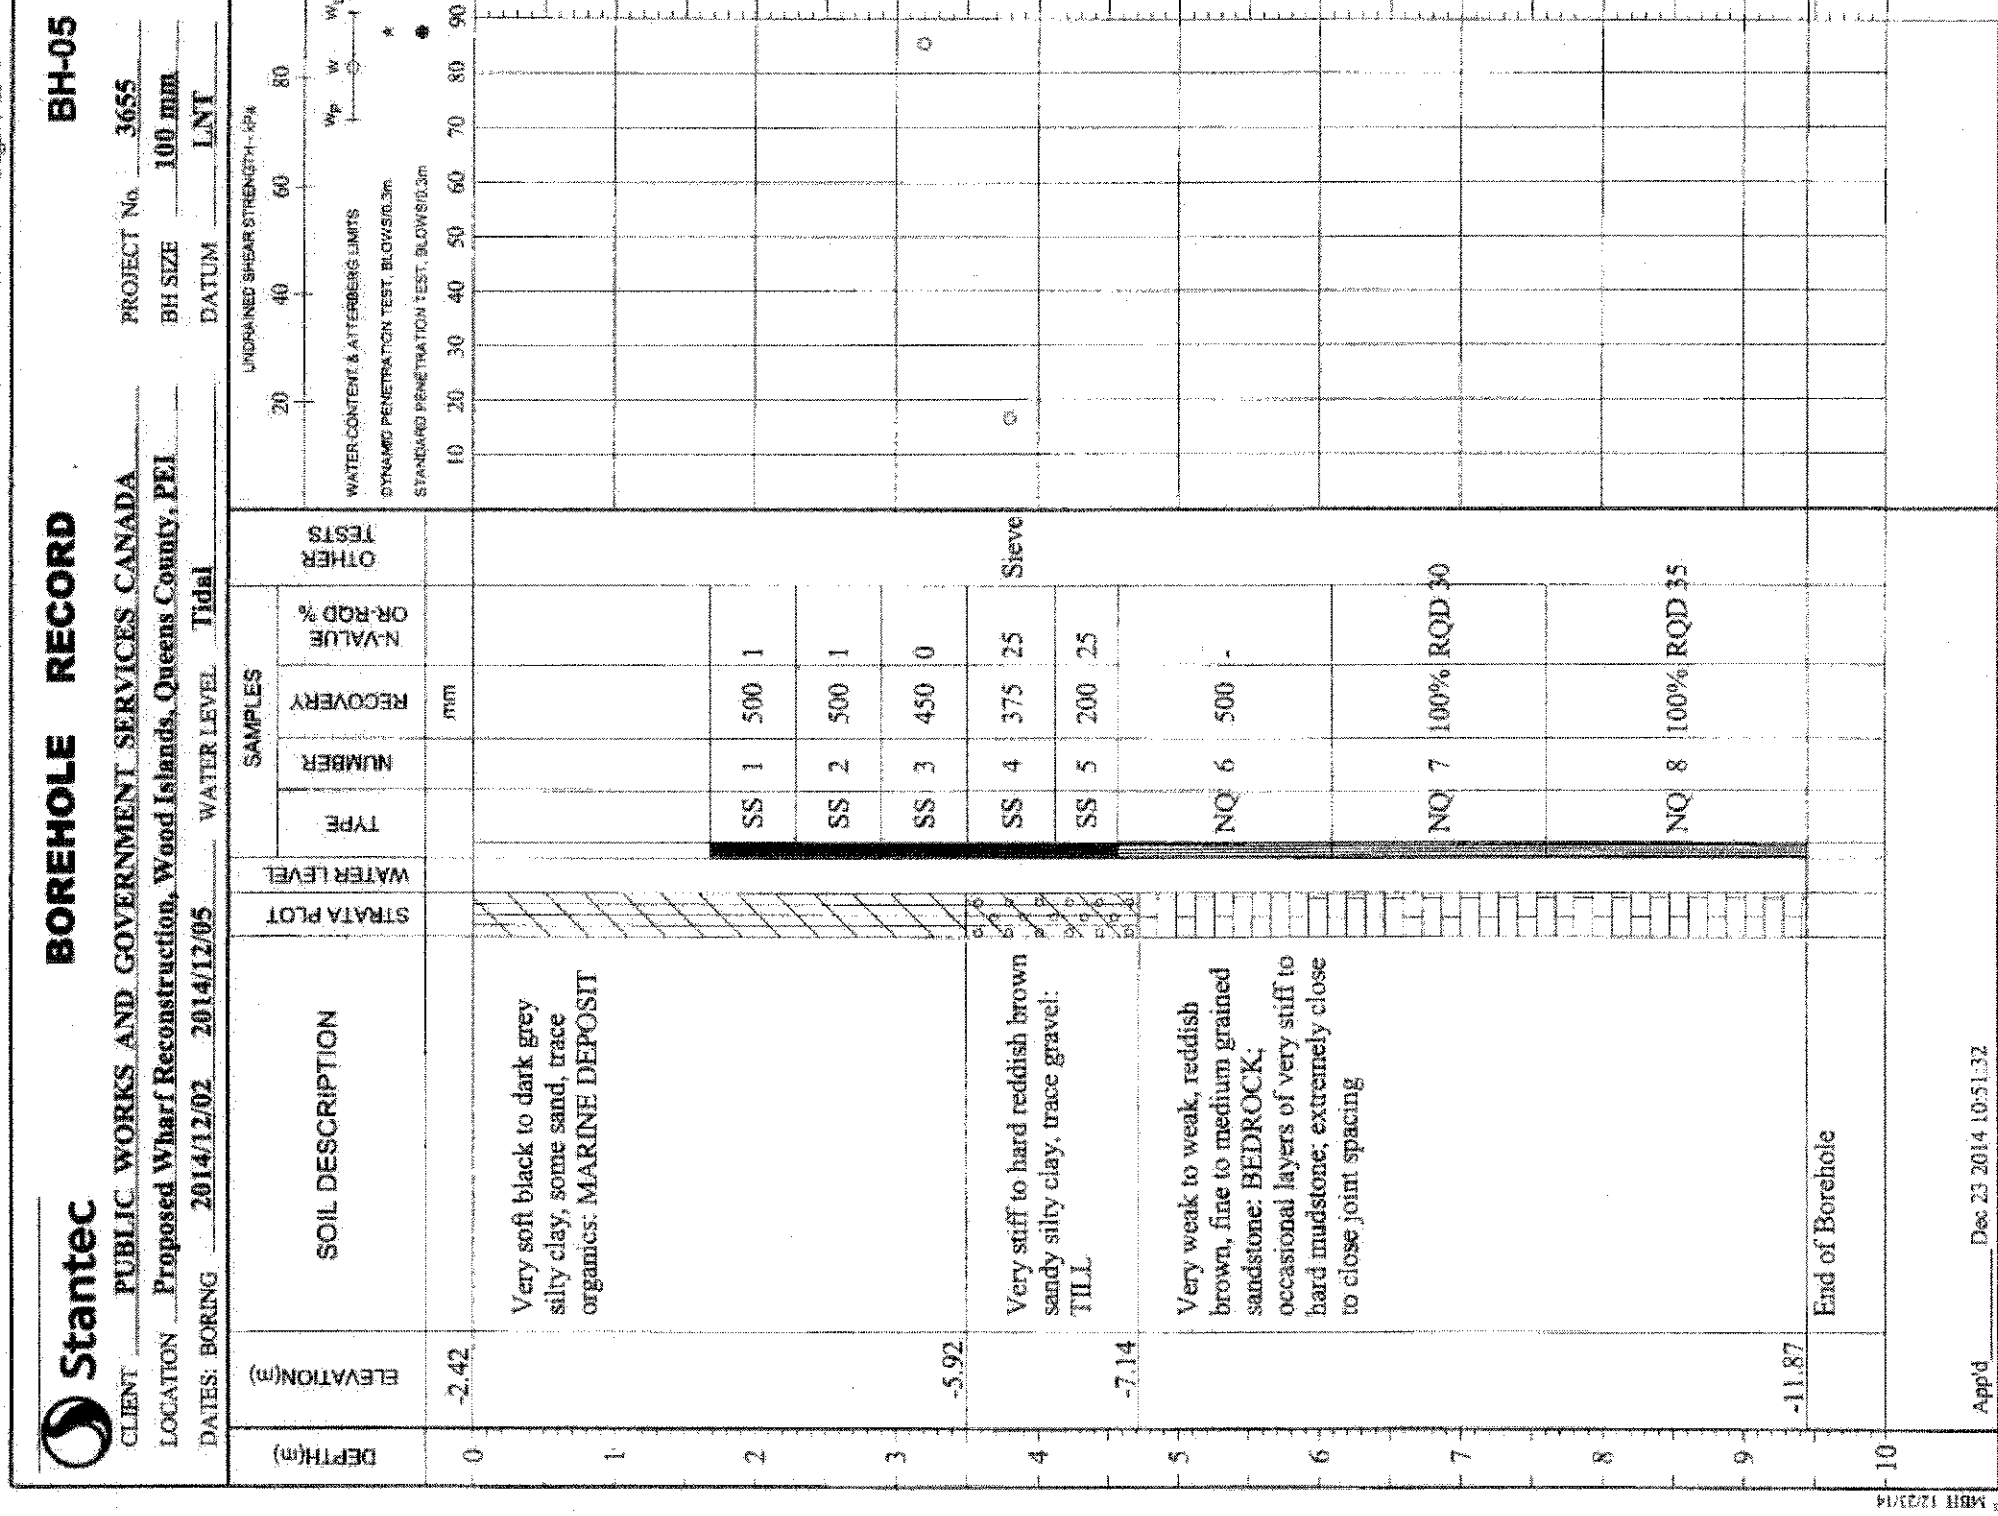 Stantec
BOREHOLE RECORD
BH-05
CLIENT PUBLIC WORKS AND GOVERNMENT SERVICES CANADA
PROJECT No. 3655
LOCATION Proposed Wharf Reconstruction, Wood Islands, Queens County, PEI
BH SIZE 100 mm
DATES: BORING 2014/12/02 2014/12/05
WATER LEVEL Tidal
DATUM LNT
DEPTH(m)
ELEVATION(m)
SOIL DESCRIPTION
STRATA PLOT
WATER LEVEL
SAMPLES
TYPE
NUMBER
RECOVERY
N-VALUE
OR-RQD %
OTHER
TESTS
mm
UNDRAINED SHEAR STRENGTH - kPa
20 40 60 80
WATER CONTENT & ATTERBERG LIMITS
Wp W
DYNAMIC PENETRATION TEST, BLOWS/0.3m ★
STANDARD PENETRATION TEST, BLOWS/0.3m ●
10 20 30 40 50 60 70 80 90
0 -2.42
1
Very soft black to dark grey
silty clay, some sand, trace
organics: MARINE DEPOSIT
2 SS 1 500 1
SS 2 500 1
3 SS 3 450 0
-5.92
Very stiff to hard reddish brown
sandy silty clay, trace gravel:
TILL
4 SS 4 375 25 Sieve
SS 5 200 25
-7.14
Very weak to weak, reddish
brown, fine to medium grained
sandstone: BEDROCK;
occasional layers of very stiff to
hard mudstone; extremely close
to close joint spacing
5 NQ 6 500 -
6
7 NQ 7 100% RQD 30
8
NQ 8 100% RQD 35
9
-11.87
End of Borehole
10
App'd Dec 23 2014 10:51:32
MBH 12/23/14